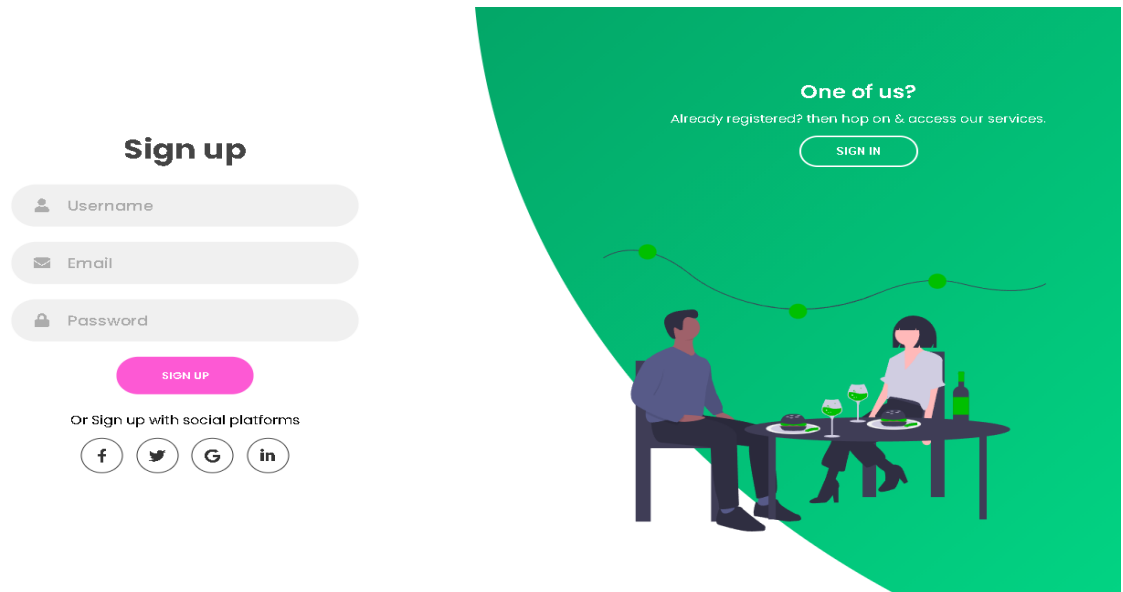 Sign up
Username
Email
Password
SIGN UP
Or Sign up with social platforms
f
G
in
One of us?
Already registered? then hop on & access our services.
SIGN IN